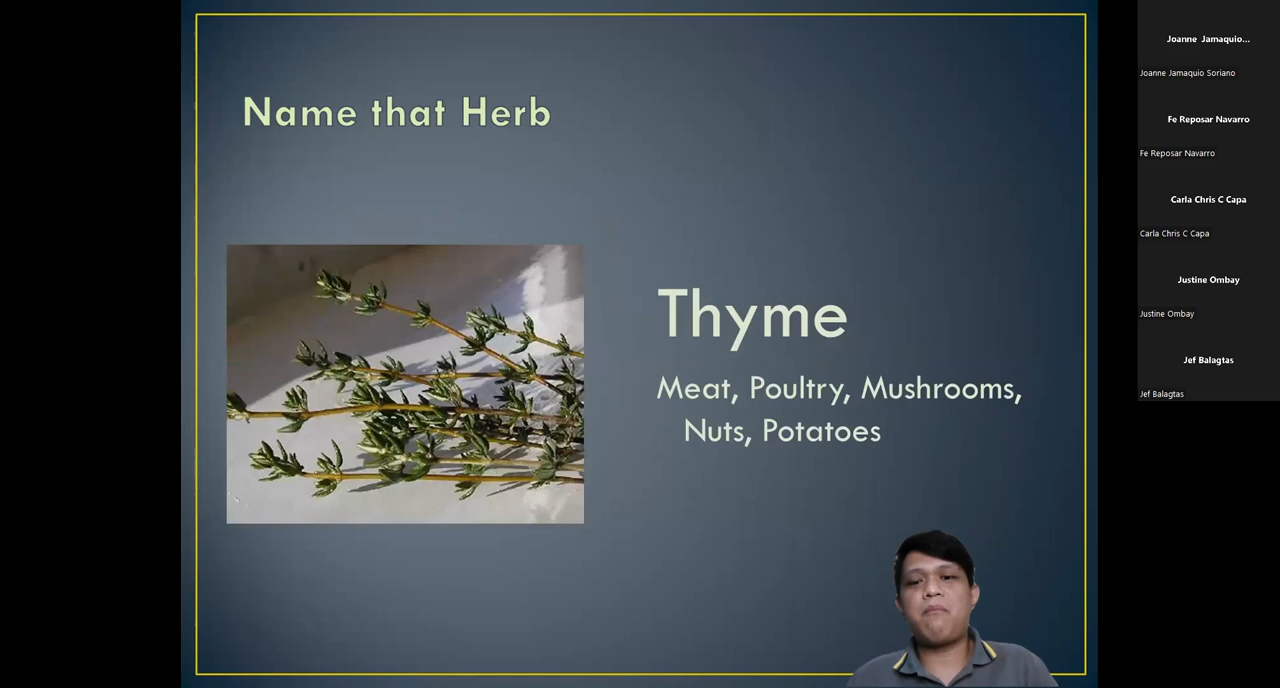 Name that Herb
Thyme
Meat, Poultry, Mushrooms,
Nuts, Potatoes
Joanne Jamaquio...
Joanne Jamaquio Soriano
Fe Reposar Navarro
Fe Reposar Navarro
Carla Chris C Capa
Carla Chris C Capa
Justine Ombay
Justine Ombay
Jef Balagtas
Jef Balagtas